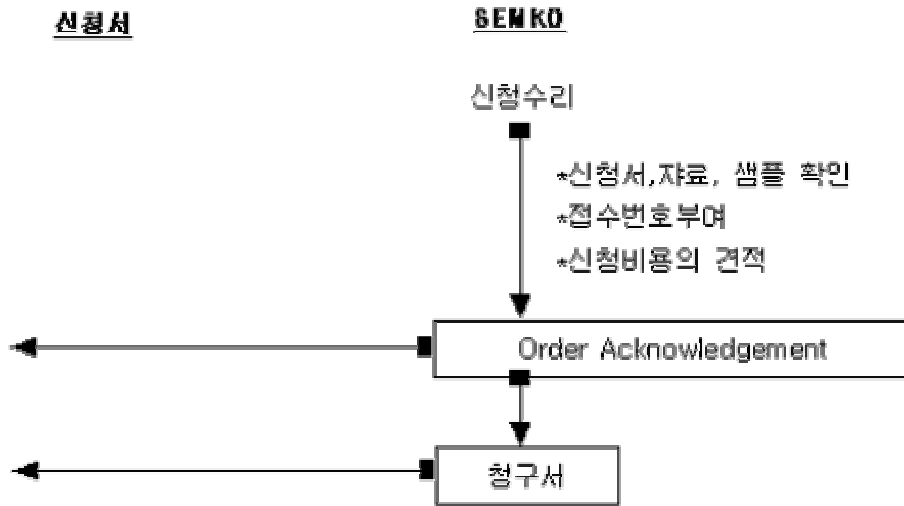 신청서
SEMKO
신청수리
*신청서,쟈료, 샘플 확인
*접수번호부여
*신청비용의 견적
Order Acknowledgement
청구서